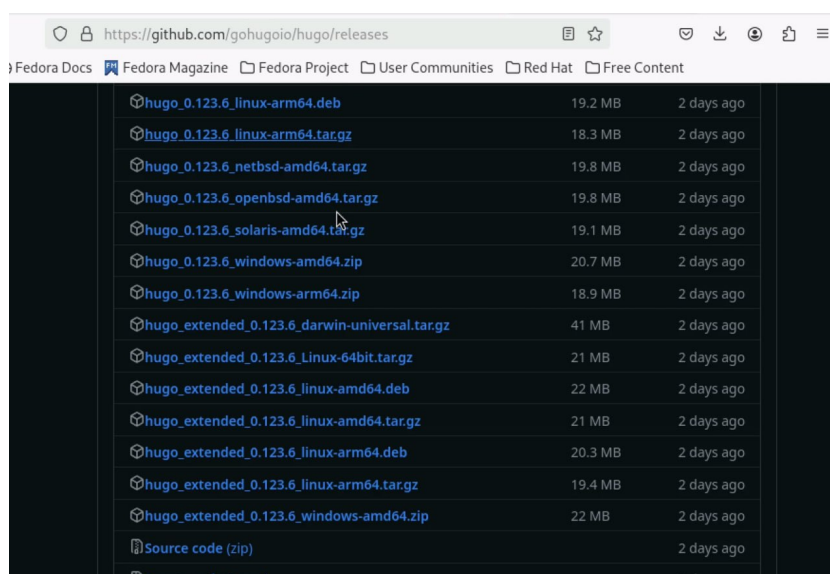 https://github.com/gohugoio/hugo/releases
Fedora Docs Fedora Magazine Fedora Project User Communities Red Hat Free Content
hugo_0.123.6_linux-arm64.deb 19.2 MB 2 days ago
hugo_0.123.6_linux-arm64.tar.gz 18.3 MB 2 days ago
hugo_0.123.6_netbsd-amd64.tar.gz 19.8 MB 2 days ago
hugo_0.123.6_openbsd-amd64.tar.gz 19.8 MB 2 days ago
hugo_0.123.6_solaris-amd64.tar.gz 19.1 MB 2 days ago
hugo_0.123.6_windows-amd64.zip 20.7 MB 2 days ago
hugo_0.123.6_windows-arm64.zip 18.9 MB 2 days ago
hugo_extended_0.123.6_darwin-universal.tar.gz 41 MB 2 days ago
hugo_extended_0.123.6_Linux-64bit.tar.gz 21 MB 2 days ago
hugo_extended_0.123.6_linux-amd64.deb 22 MB 2 days ago
hugo_extended_0.123.6_linux-amd64.tar.gz 21 MB 2 days ago
hugo_extended_0.123.6_linux-arm64.deb 20.3 MB 2 days ago
hugo_extended_0.123.6_linux-arm64.tar.gz 19.4 MB 2 days ago
hugo_extended_0.123.6_windows-amd64.zip 22 MB 2 days ago
Source code (zip) 2 days ago